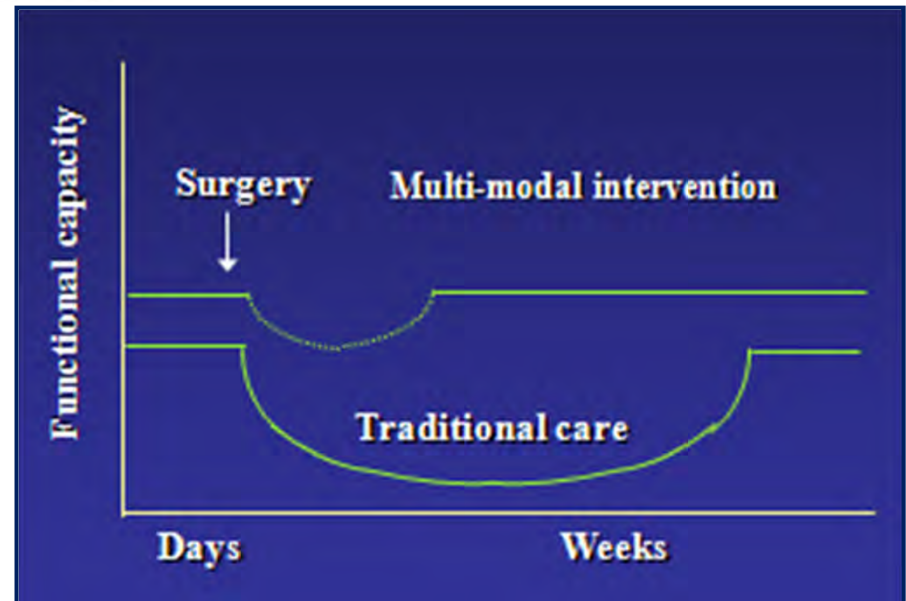 Functional capacity
Surgery
Multi-modal intervention
Traditional care
Days
Weeks